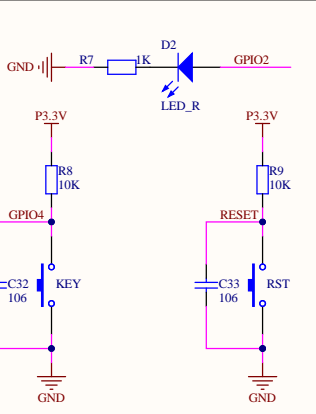 D2
GND R7 1K GPIO2
LED_R
P3.3V P3.3V
R8 R9
10K 10K
GPIO4 RESET
C32 KEY C33 RST
106 106
GND GND